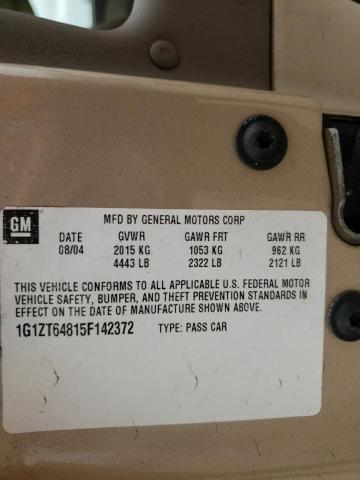 GM
MFD BY GENERAL MOTORS CORP
DATE GVWR GAWR FRT GAWR RR
08/04 2015 KG 1053 KG 962 KG
4443 LB 2322 LB 2121 LB
THIS VEHICLE CONFORMS TO ALL APPLICABLE U.S. FEDERAL MOTOR
VEHICLE SAFETY, BUMPER, AND THEFT PREVENTION STANDARDS IN
EFFECT ON THE DATE OF MANUFACTURE SHOWN ABOVE.
1G1ZT64815F142372 TYPE: PASS CAR